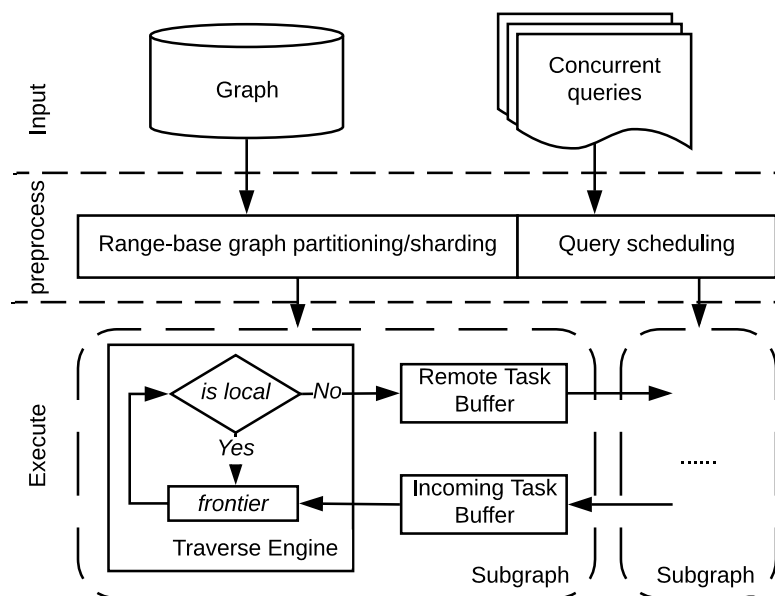 Input
Graph
Concurrent
queries
preprocess
Range-base graph partitioning/sharding
Query scheduling
Execute
is local
No
Remote Task
Buffer
Yes
frontier
Incoming Task
Buffer
......
Traverse Engine
Subgraph
Subgraph